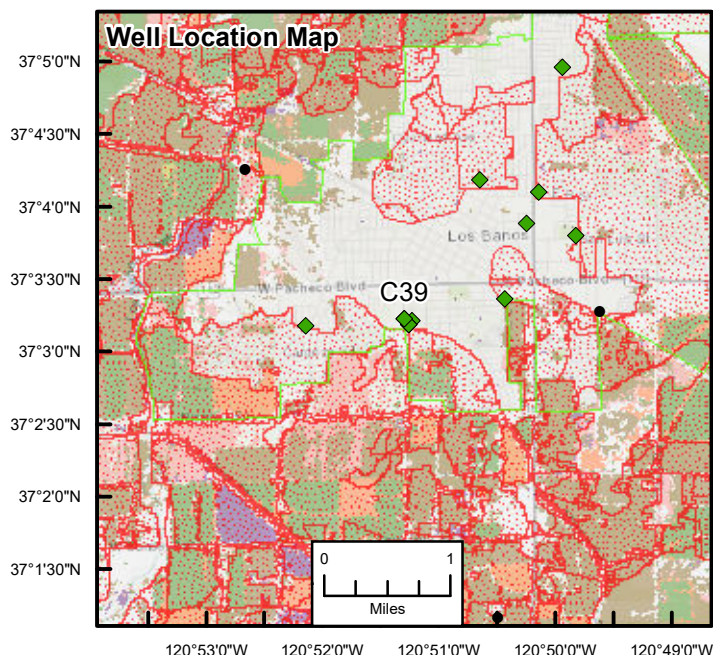 Well Location Map
37°5'0"N
37°4'30"N
37°4'0"N
Los Banos
37°3'30"N
W Pacheco Blvd
Pacheco Blvd
C39
37°3'0"N
37°2'30"N
37°2'0"N
37°1'30"N
0 1
Miles
120°53'0"W 120°52'0"W 120°51'0"W 120°50'0"W 120°49'0"W